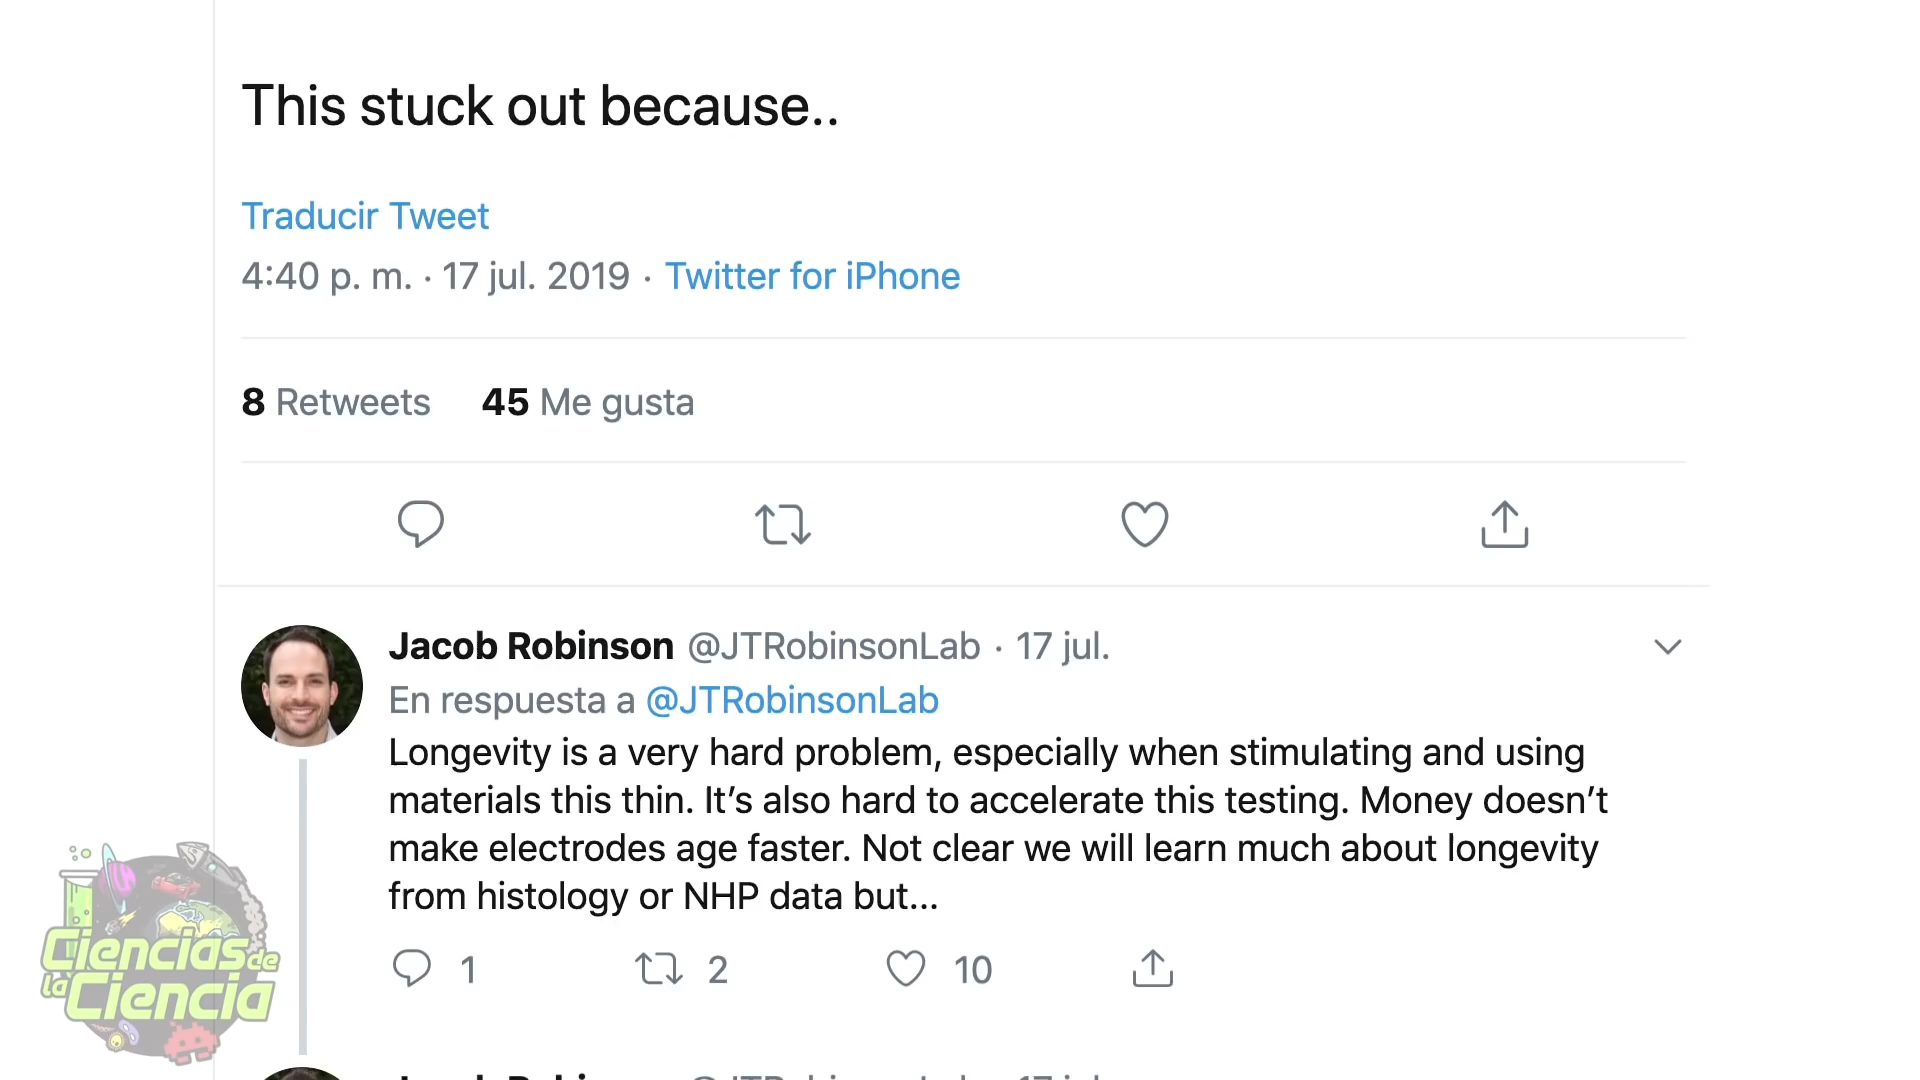 This stuck out because..
Traducir Tweet
4:40 p. m. · 17 jul. 2019 · Twitter for iPhone
8 Retweets 45 Me gusta
Jacob Robinson @JTRobinsonLab · 17 jul.
En respuesta a @JTRobinsonLab
Longevity is a very hard problem, especially when stimulating and using
materials this thin. It’s also hard to accelerate this testing. Money doesn’t
make electrodes age faster. Not clear we will learn much about longevity
from histology or NHP data but...
1 2 10
Ciencias de
la Ciencia